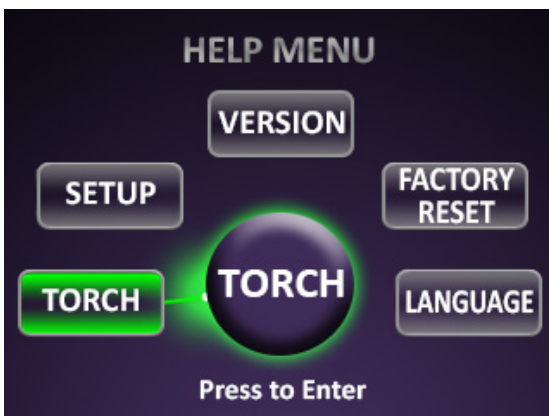 HELP MENU
VERSION
SETUP
FACTORY
RESET
TORCH
TORCH
LANGUAGE
Press to Enter